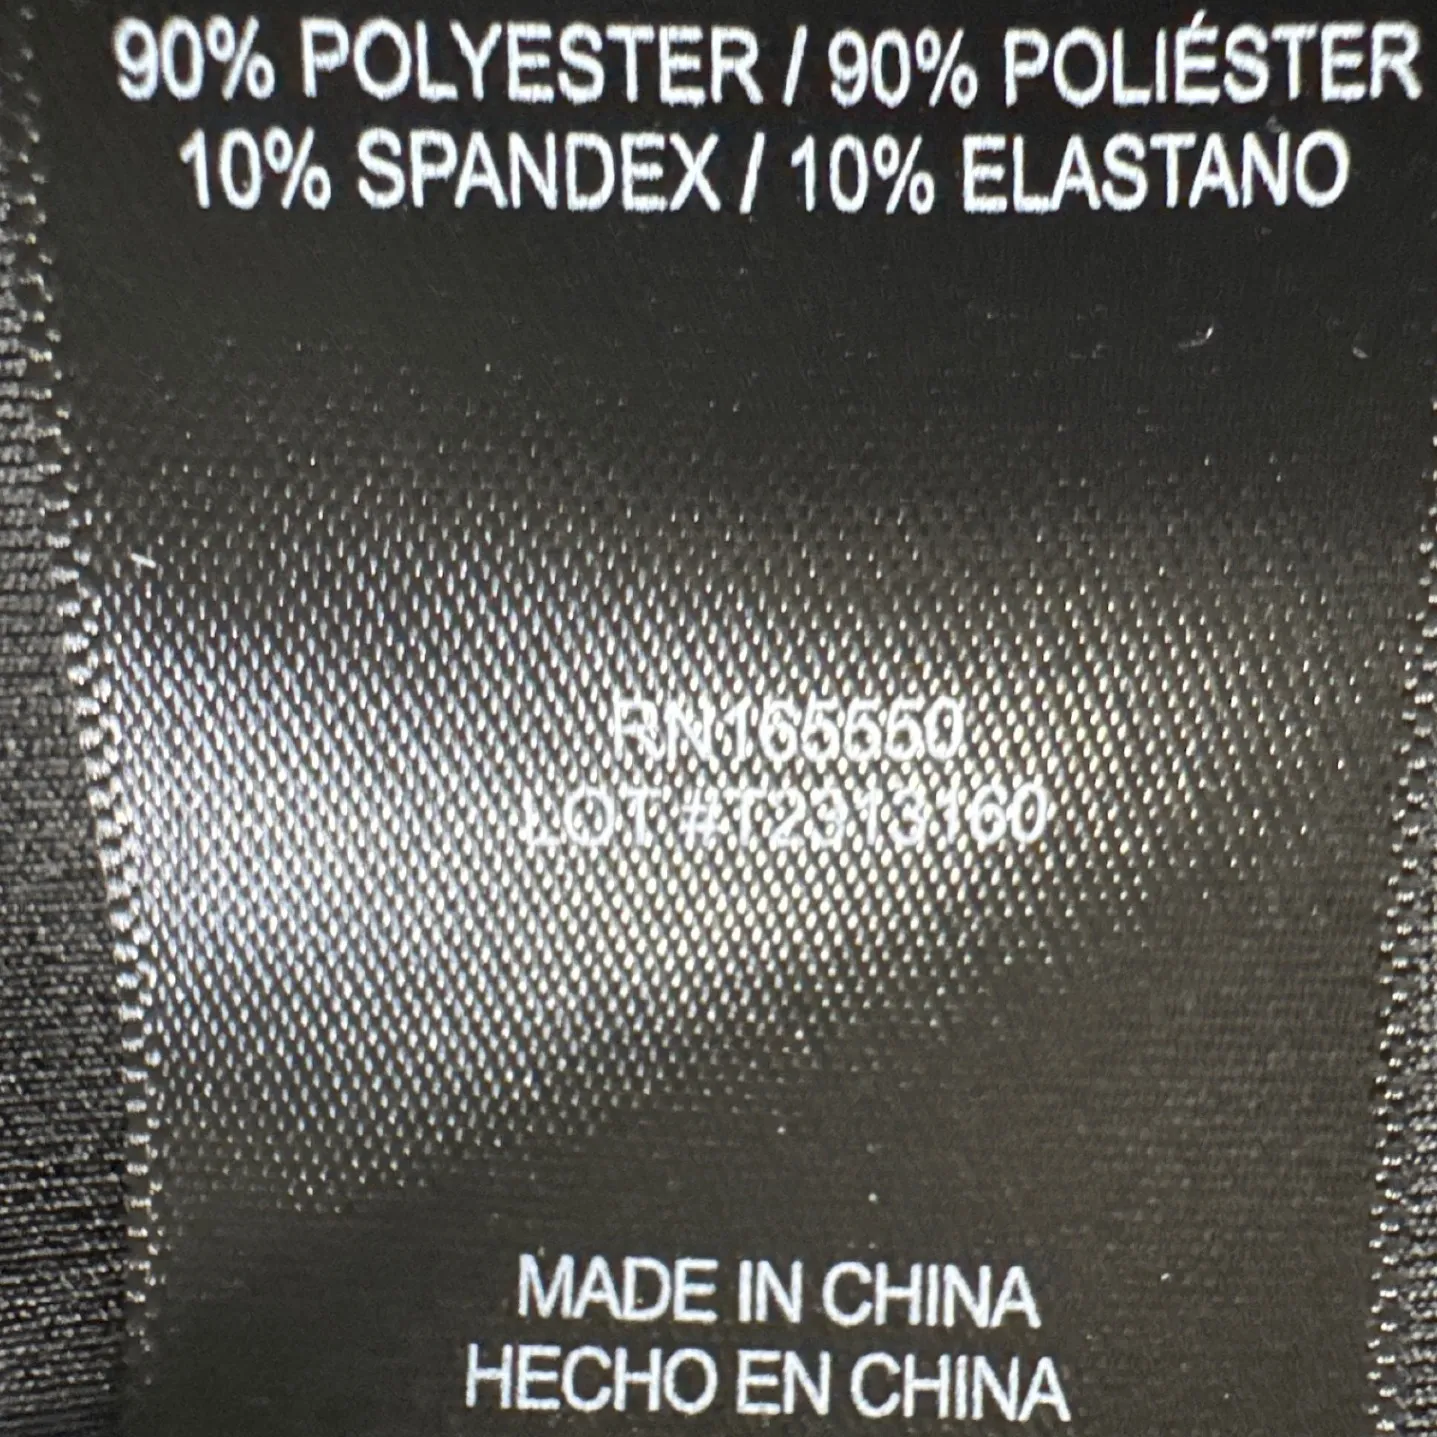 90% POLYESTER / 90% POLIÉSTER
10% SPANDEX / 10% ELASTANO
RN165550
LOT #T2313160
MADE IN CHINA
HECHO EN CHINA